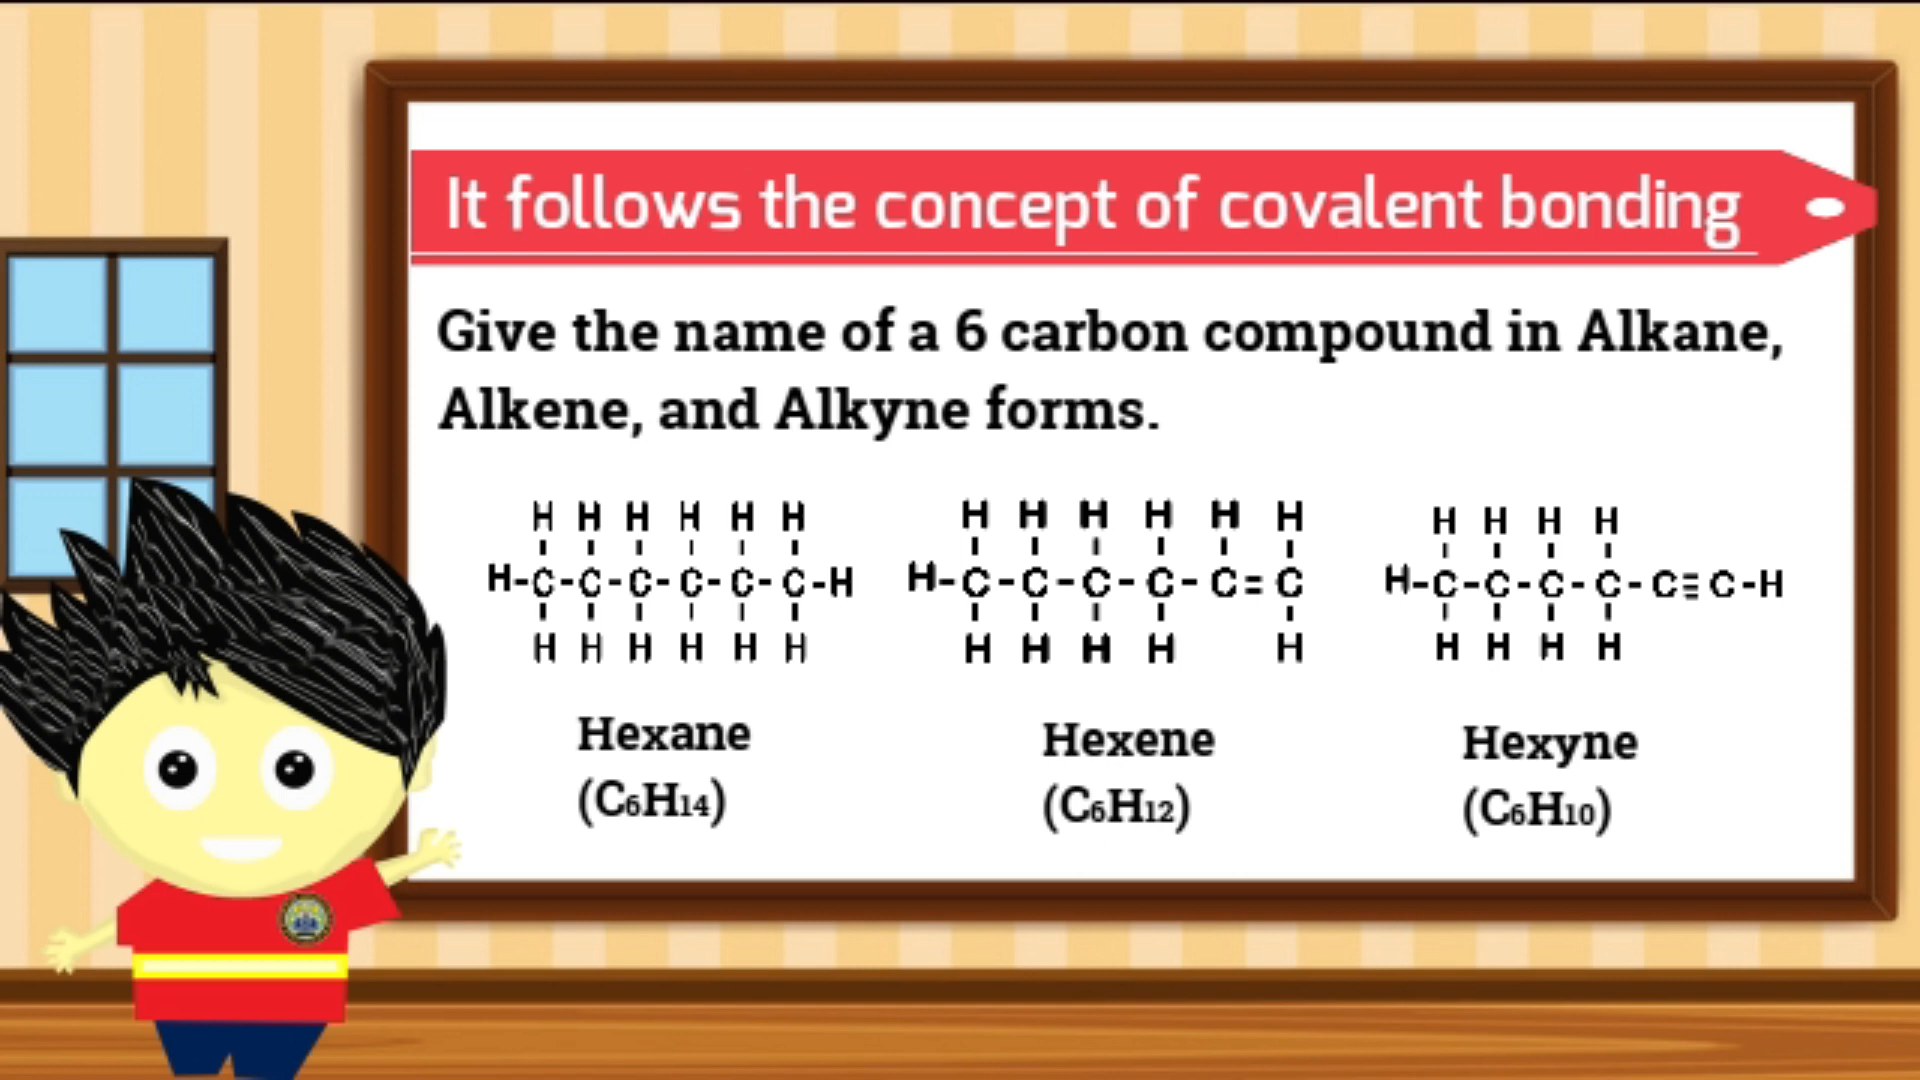 It follows the concept of covalent bonding
Give the name of a 6 carbon compound in Alkane,
Alkene, and Alkyne forms.
H H H H H H
H-C-C-C-C-C-C-H
H H H H H H
Hexane
(C₆H₁₄)
H H H H H H
H-C-C-C-C-C=C
H H H H H
Hexene
(C₆H₁₂)
H H H H
H-C-C-C-C-C≡C-H
H H H H
Hexyne
(C₆H₁₀)